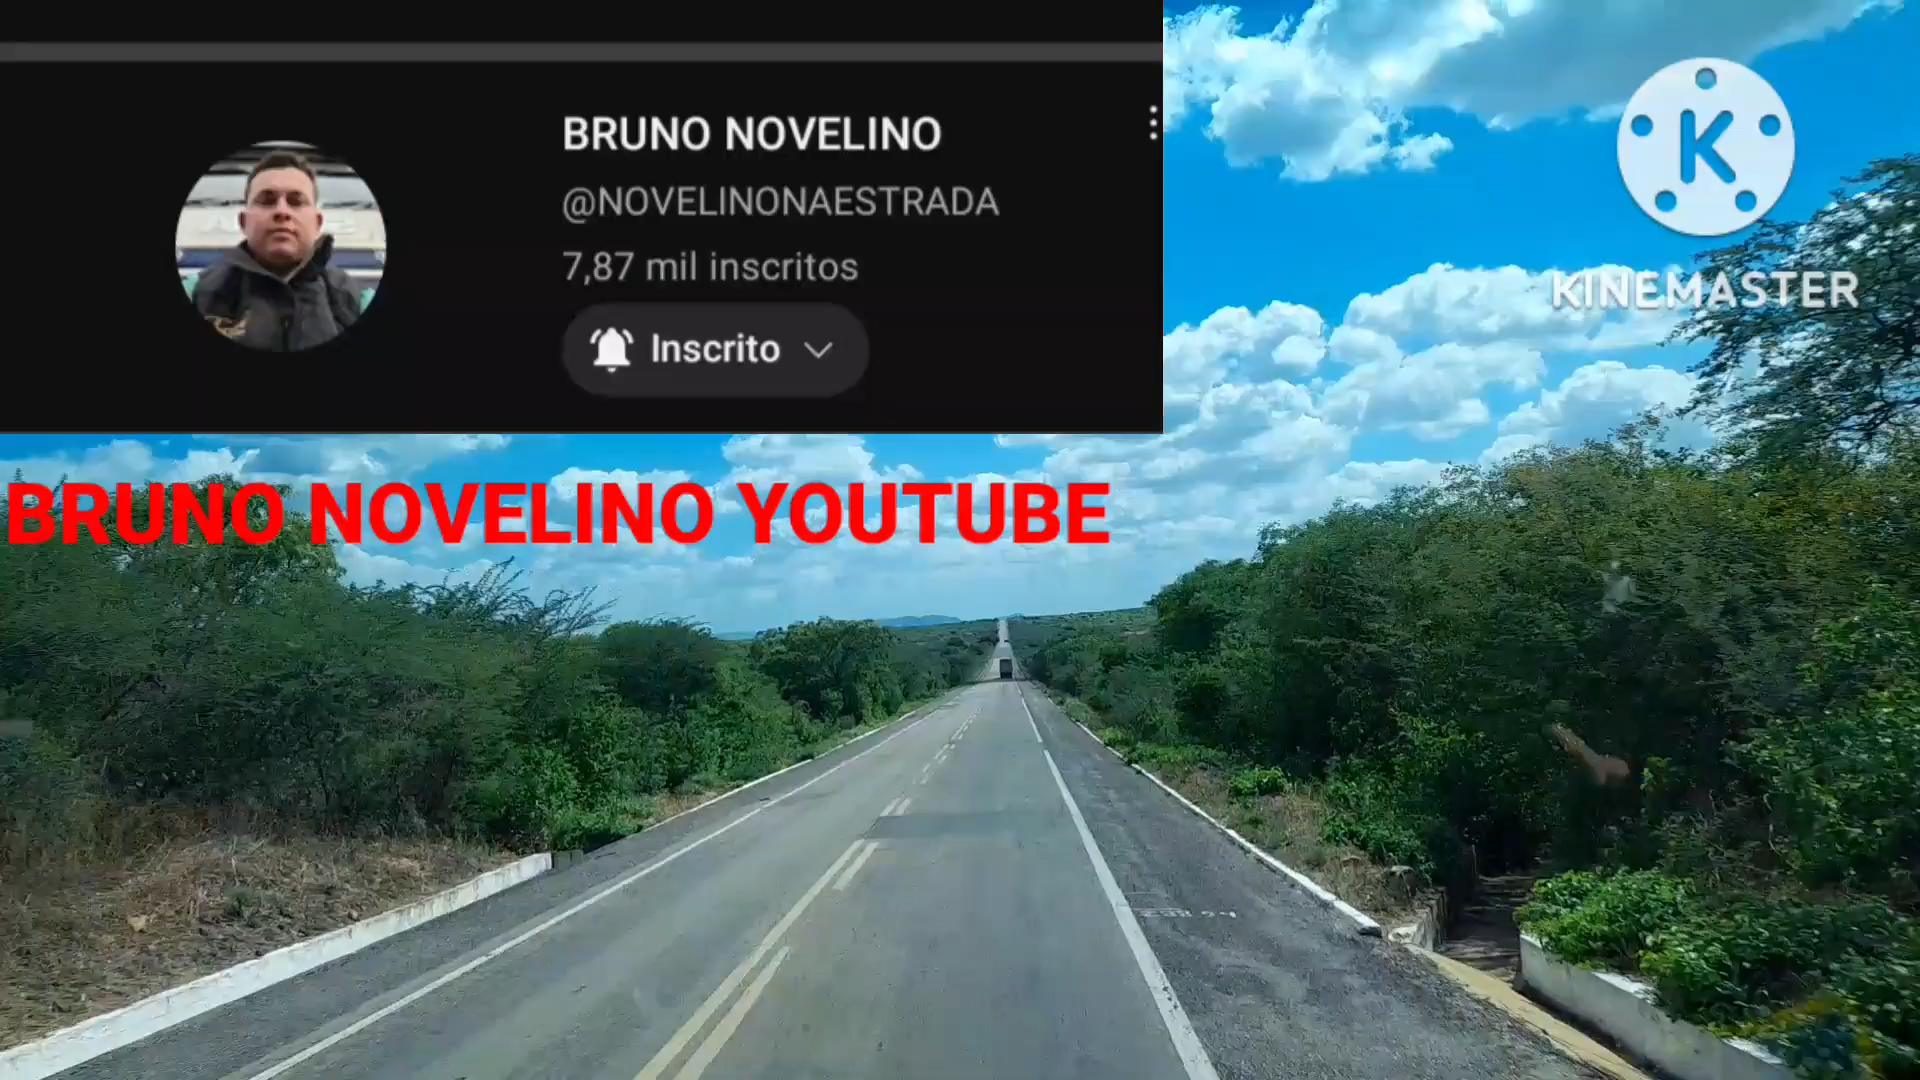 BRUNO NOVELINO
@NOVELINONAESTRADA
7,87 mil inscritos
Inscrito
K
KINEMASTER
BRUNO NOVELINO YOUTUBE